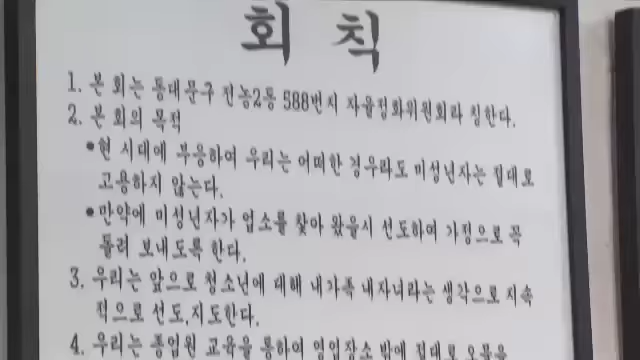 회 칙
1. 본 회는 동대문구 전농2동 588번지 자율정화위원회라 칭한다.
2. 본 회의 목적
•현 시대에 부응하여 우리는 어떠한 경우라도 미성년자는 절대로
고용하지 않는다.
•만약에 미성년자가 업소를 찾아 왔을시 선도하여 가정으로 꼭
돌려 보내도록 한다.
3. 우리는 앞으로 청소년에 대해 내가족 내자녀라는 생각으로 지속
적으로 선도,지도한다.
4. 우리는 종업원 교육을 통하여 영업장소 밖에 절대로